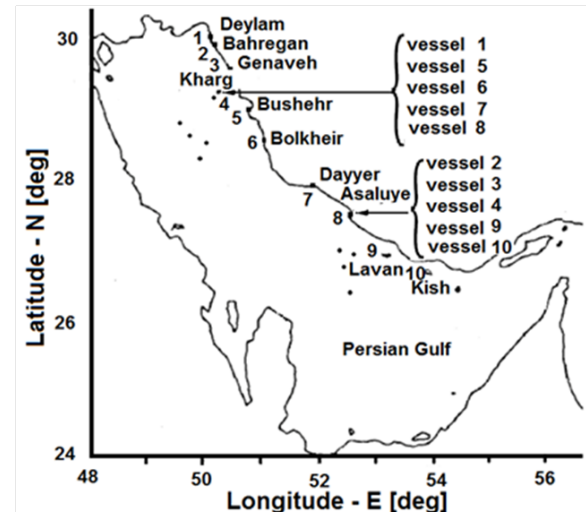 30
28
26
24
Latitude - N [deg]
1 Deylam
2 Bahregan
3 Genaveh
Kharg
4
5 Bushehr
6 Bolkheir
7 Dayyer
8 Asaluye
9 Lavan
10 Kish
vessel 1
vessel 5
vessel 6
vessel 7
vessel 8
vessel 2
vessel 3
vessel 4
vessel 9
vessel 10
Persian Gulf
48 50 52 54 56
Longitude - E [deg]